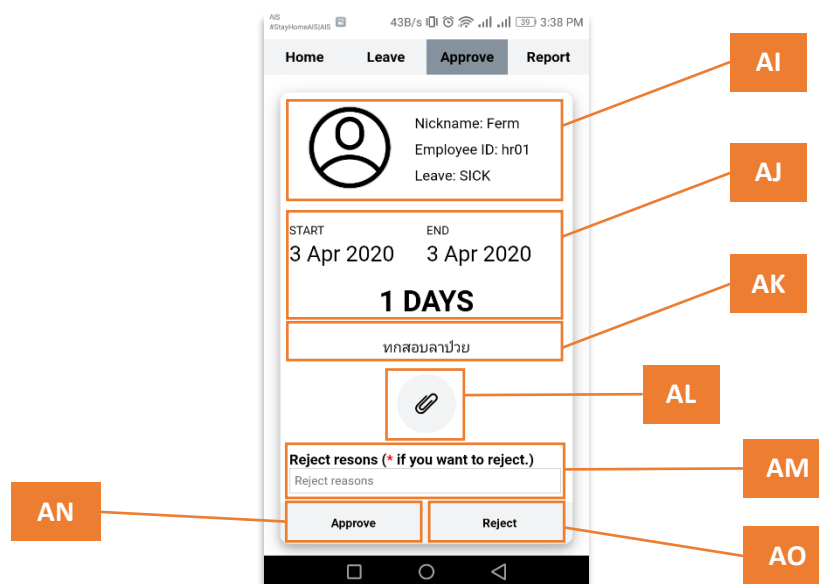 AIS
#StayHomeAIS|AIS 43B/s 39 3:38 PM
Home Leave Approve Report
AI
Nickname: Ferm
Employee ID: hr01
Leave: SICK
AJ
START END
3 Apr 2020 3 Apr 2020
1 DAYS
AK
ทกสอบลาป่วย
AL
Reject resons (* if you want to reject.)
Reject reasons
AM
AN
Approve Reject
AO